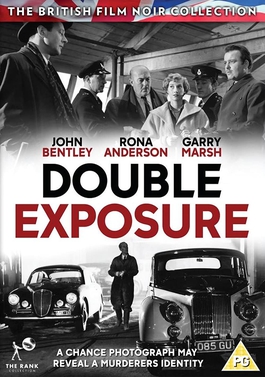 THE BRITISH FILM NOIR COLLECTION
JOHN BENTLEY
RONA ANDERSON
GARRY MARSH
DOUBLE
EXPOSURE
085 GU
THE RANK
COLLECTION
A CHANCE PHOTOGRAPH MAY
REVEAL A MURDERERS IDENTITY
PG